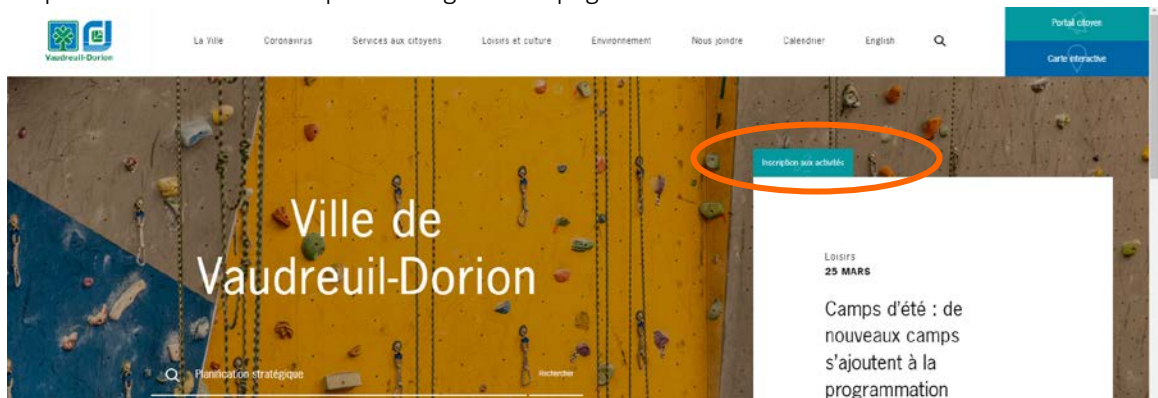 Portail citoyen
La Ville Coronavirus Services aux citoyens Loisirs et culture Environnement Nous joindre Calendrier English
Vaudreuil-Dorion
Carte interactive
Inscription aux activités
Ville de
Vaudreuil-Dorion
Loisirs
25 MARS
Camps d'été : de
nouveaux camps
s'ajoutent à la
programmation
Planification stratégique Rechercher